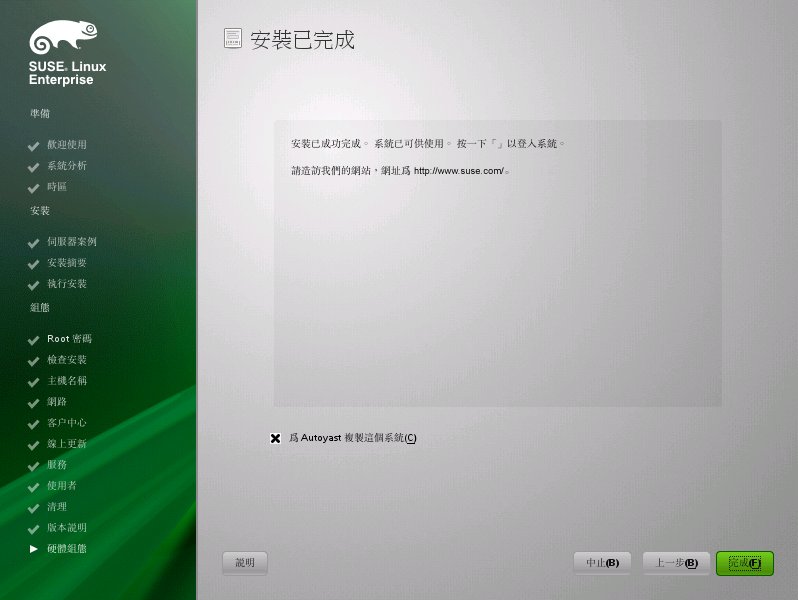 SUSE. Linux
Enterprise
準備
歡迎使用
系統分析
時區
安裝
伺服器案例
安裝摘要
執行安裝
組態
Root 密碼
檢查安裝
主機名稱
網路
客户中心
線上更新
服務
使用者
清理
版本說明
硬體組態
安裝已完成
安裝已成功完成。 系統已可供使用。 按一下「」以登入系統。
請造訪我們的網站，網址爲 http://www.suse.com/。
爲 Autoyast 複製這個系統(C)
說明
中止(B)
上一步(B)
完成(F)